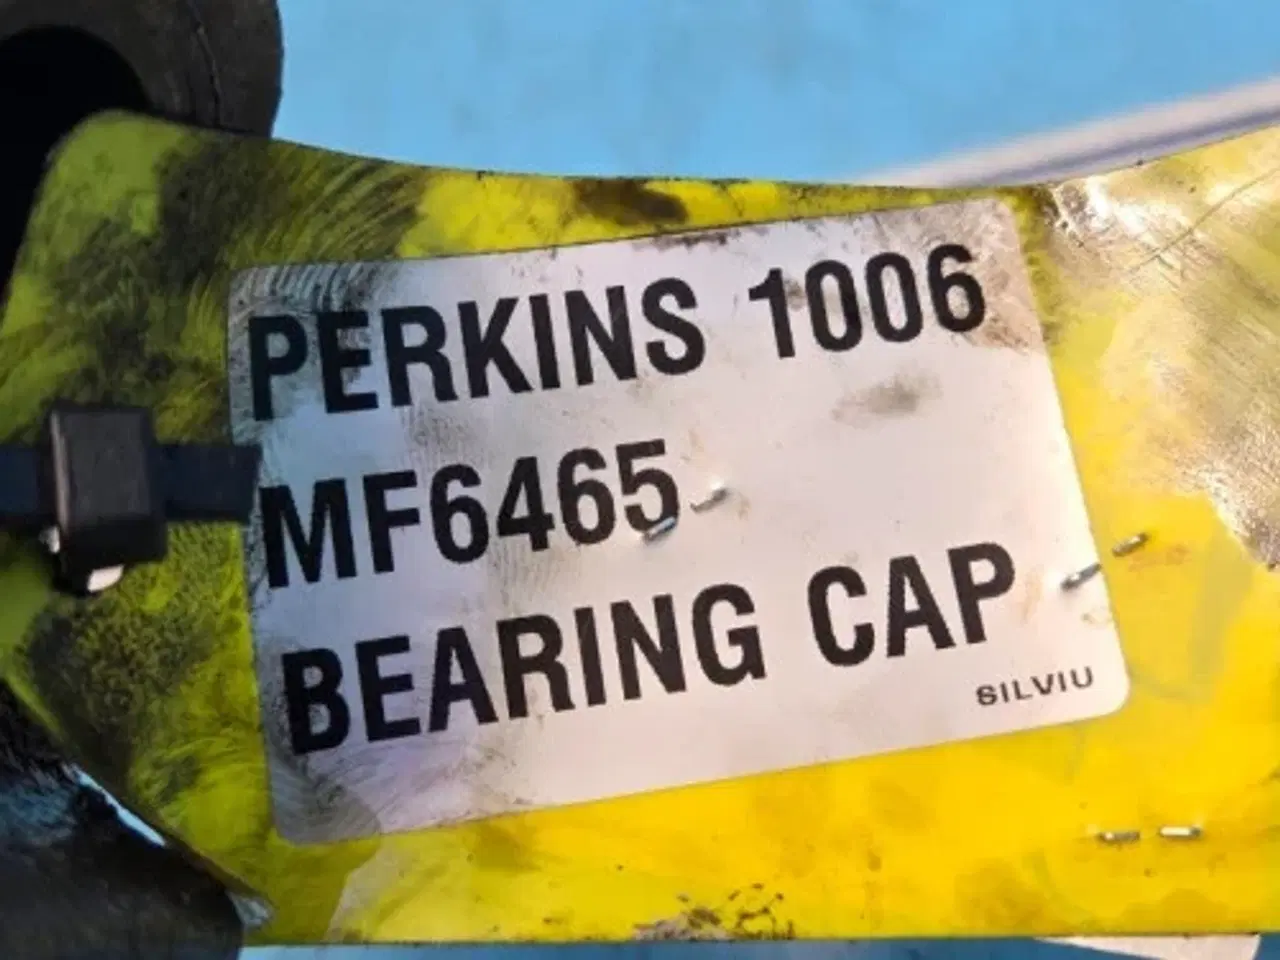 PERKINS 1006
MF6465
BEARING CAP
SILVIU